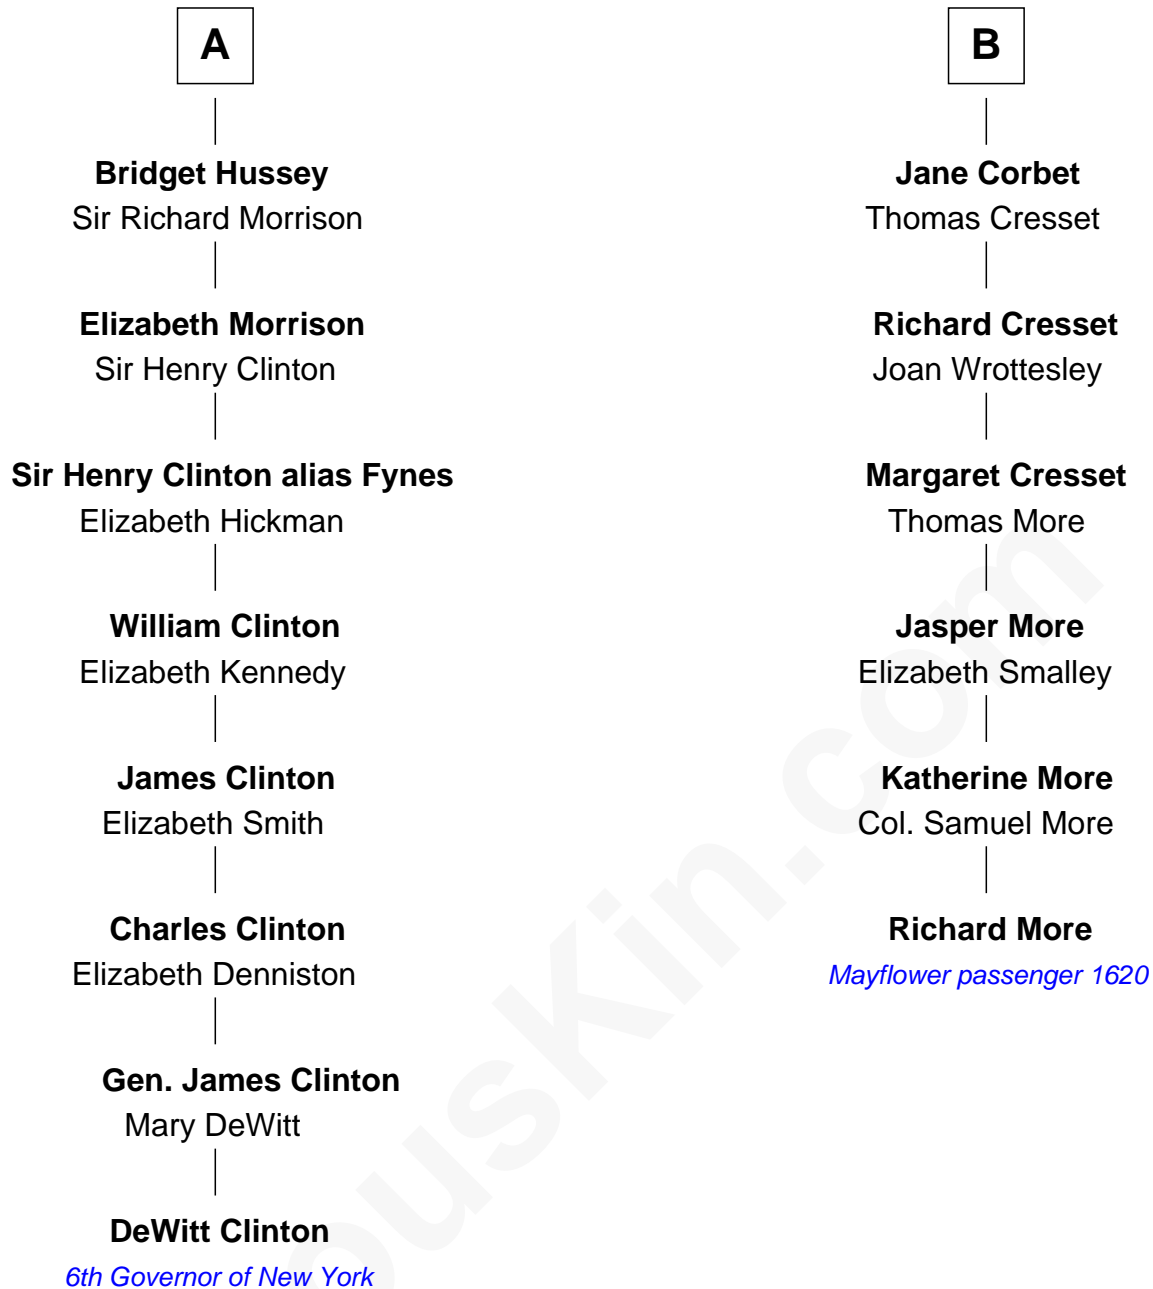 A
Bridget Hussey
Sir Richard Morrison
Elizabeth Morrison
Sir Henry Clinton
Sir Henry Clinton alias Fynes
Elizabeth Hickman
William Clinton
Elizabeth Kennedy
James Clinton
Elizabeth Smith
Charles Clinton
Elizabeth Denniston
Gen. James Clinton
Mary DeWitt
DeWitt Clinton
6th Governor of New York
B
Jane Corbet
Thomas Cresset
Richard Cresset
Joan Wrottesley
Margaret Cresset
Thomas More
Jasper More
Elizabeth Smalley
Katherine More
Col. Samuel More
Richard More
Mayflower passenger 1620
ousKin.com